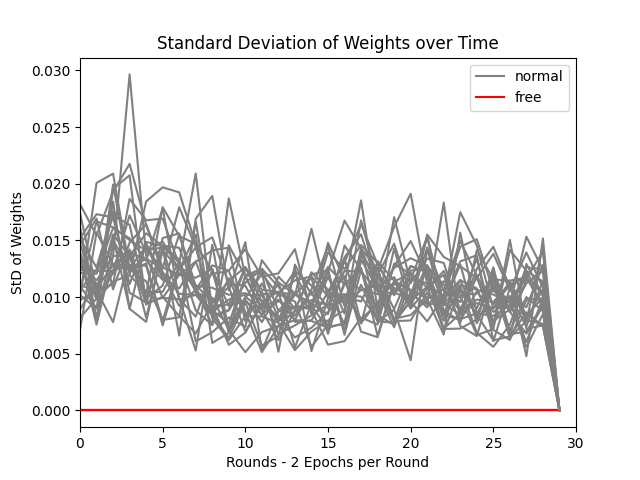 Standard Deviation of Weights over Time
0.030
0.025
0.020
0.015
0.010
0.005
0.000
StD of Weights
normal
free
0 5 10 15 20 25 30
Rounds - 2 Epochs per Round